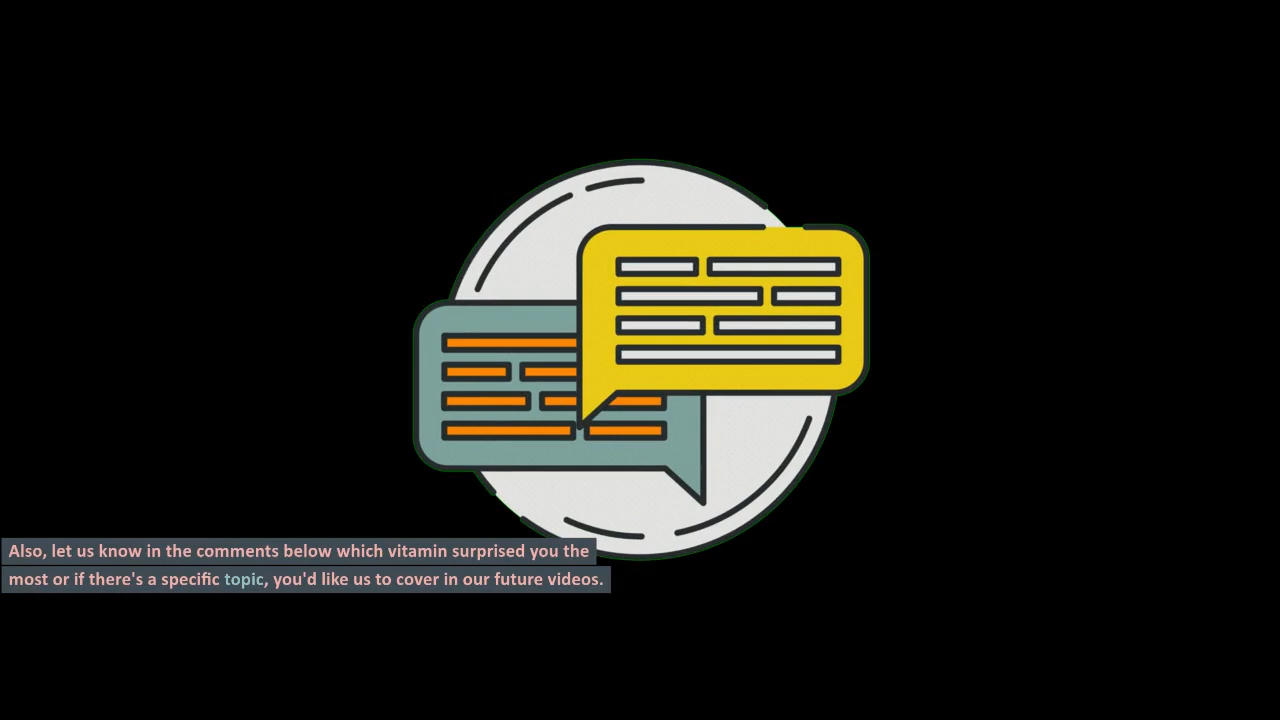 Also, let us know in the comments below which vitamin surprised you the
most or if there's a specific topic, you'd like us to cover in our future videos.